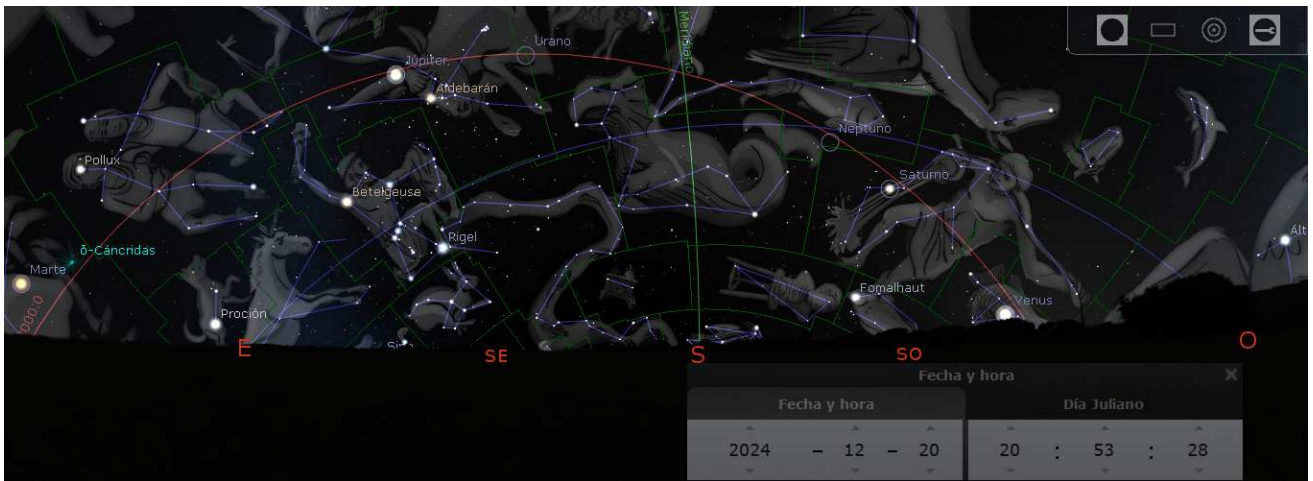 Meridiano
Urano
Júpiter
Aldebarán
Neptuno
Pollux
Saturno
Betelgeuse
Rigel
Alt
δ-Cáncridas
Marte
Fomalhaut
Venus
Proción
E
SE
S
SO
O
Fecha y hora
Fecha y hora
Día Juliano
2024 - 12 - 20
20 : 53 : 28